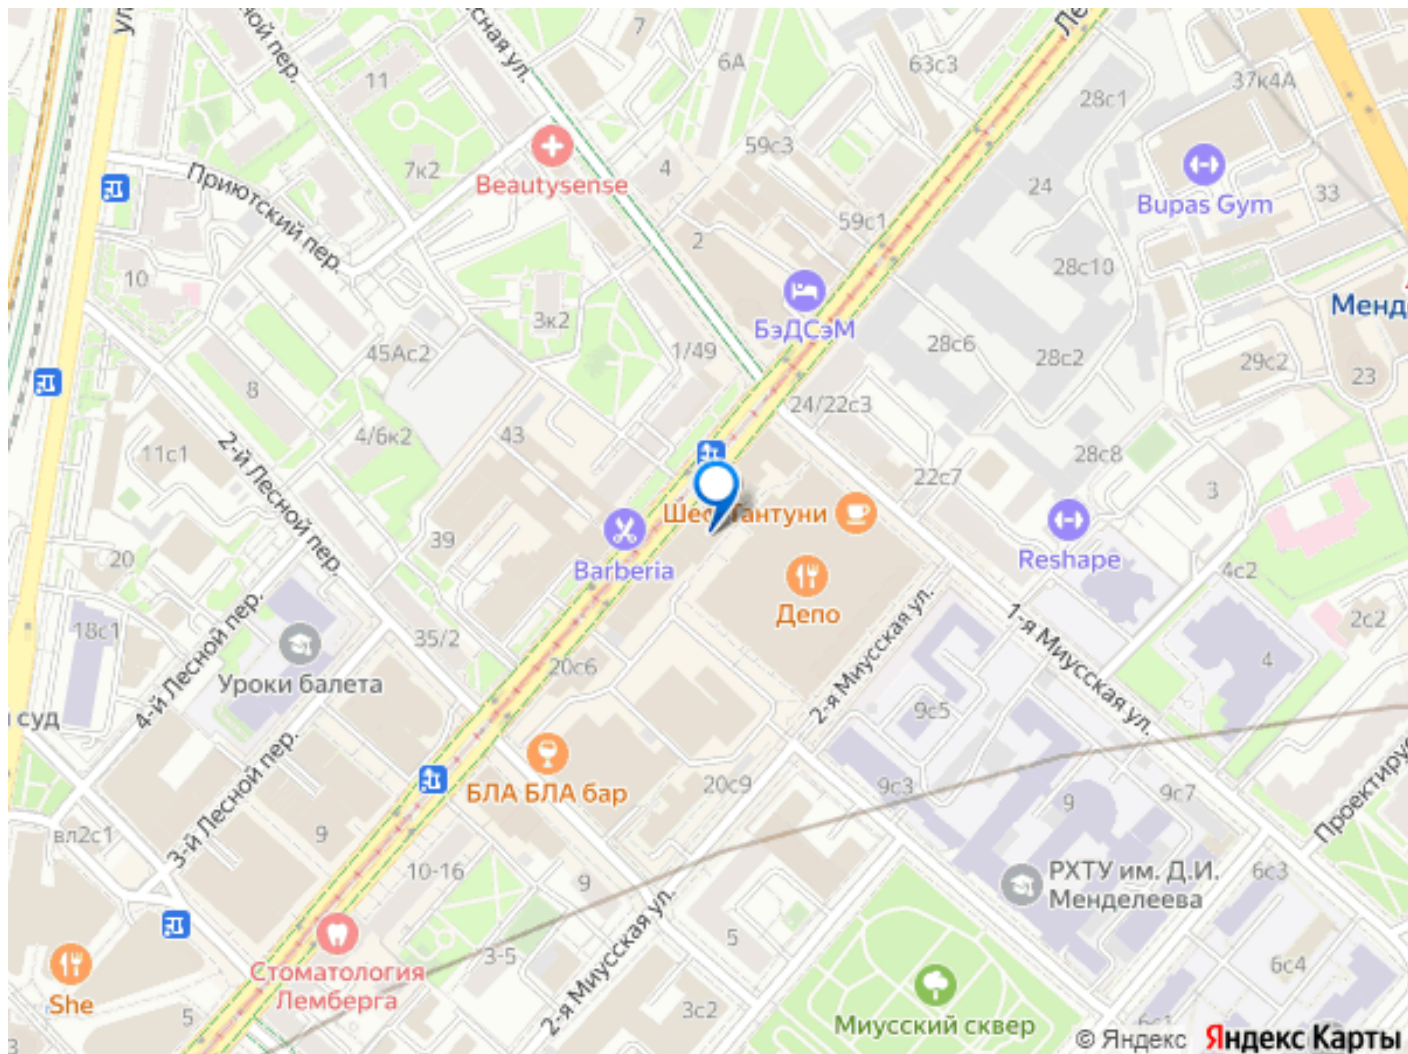 ной пер.
сная ул.
7
6А
63с3
28с1
37к4А
11
7к2
Beautysense
4
59с3
24
Bupas Gym
33
Приютский пер.
59с1
2
10
28с10
БэДСэМ
Менд
3к2
45Ас2
1/49
28с6
28с2
29с2
23
8
24/22с3
4/6к2
43
11с1
2-й Лесной пер.
28с8
22с7
3
39
Barberia
Депо
Reshape
20
4с2
1-я Миусская ул.
2с2
18с1
4-й Лесной пер.
35/2
20с6
2-я Миусская ул.
4
Уроки балета
суд
9с5
3-й Лесной пер.
БЛА БЛА бар
20с9
9с3
9
9с7
вл2с1
9
10-16
9
РХТУ им. Д.И.
Менделеева
6с3
Стоматология
Лемберга
3-5
5
2-я Миусская ул.
6с4
She
5
3с2
Миусский сквер
6с1
© Яндекс
Яндекс Карты